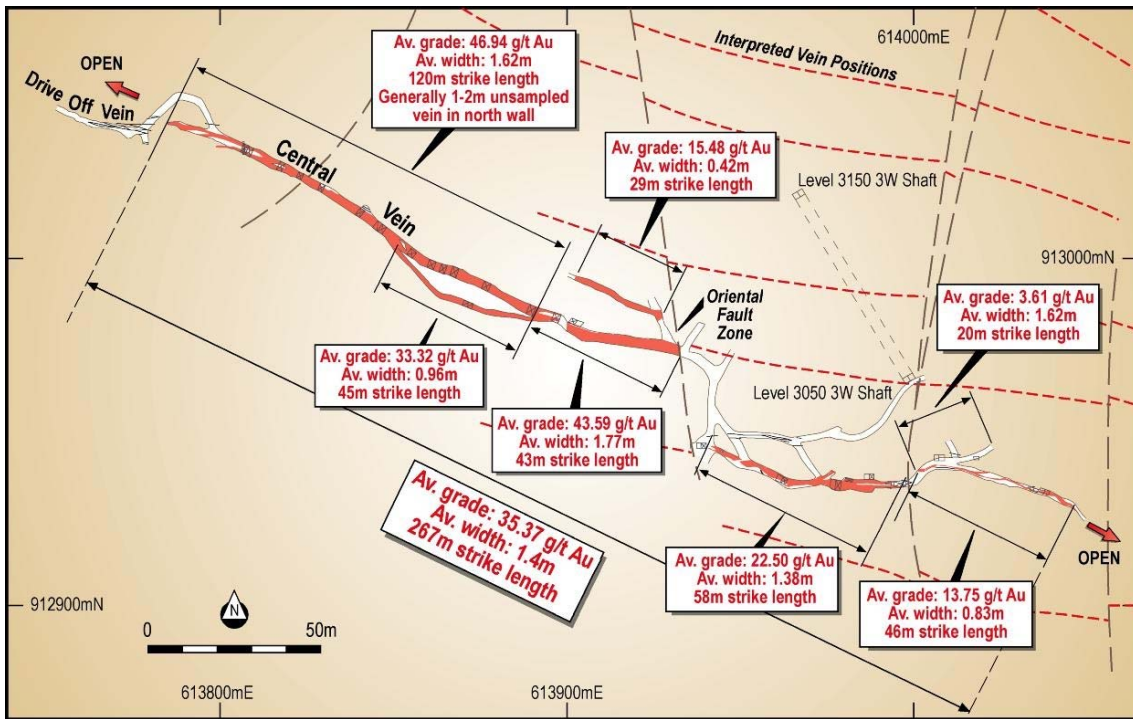 Av. grade: 46.94 g/t Au
Av. width: 1.62m
120m strike length
Generally 1-2m unsampled
vein in north wall
614000mE
Interpreted Vein Positions
OPEN
Drive Off Vein
Central
Vein
Av. grade: 15.48 g/t Au
Av. width: 0.42m
29m strike length
Level 3150 3W Shaft
913000mN
Oriental
Fault
Zone
Av. grade: 3.61 g/t Au
Av. width: 1.62m
20m strike length
Av. grade: 33.32 g/t Au
Av. width: 0.96m
45m strike length
Level 3050 3W Shaft
Av. grade: 43.59 g/t Au
Av. width: 1.77m
43m strike length
Av. grade: 35.37 g/t Au
Av. width: 1.4m
267m strike length
Av. grade: 22.50 g/t Au
Av. width: 1.38m
58m strike length
OPEN
Av. grade: 13.75 g/t Au
Av. width: 0.83m
46m strike length
912900mN
N
0 50m
613800mE
613900mE